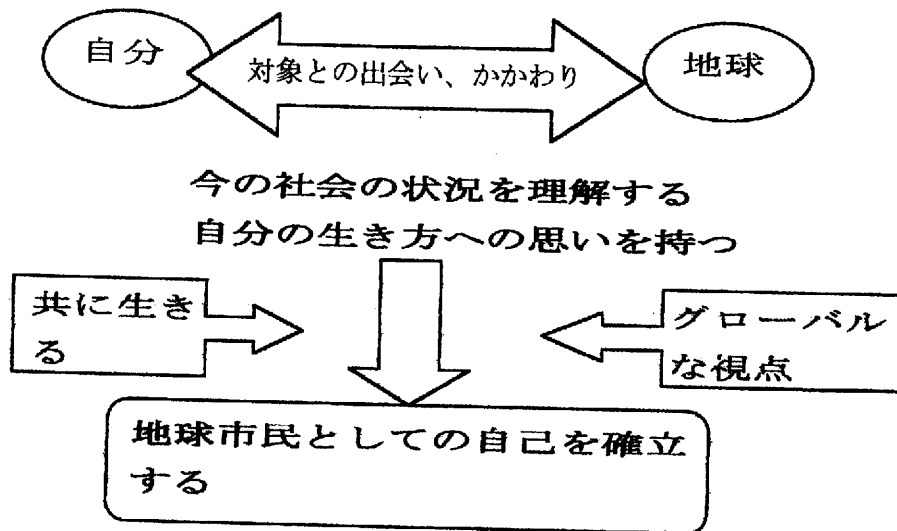 自分
対象との出会い、かかわり
地球
今の社会の状況を理解する
自分の生き方への思いを持つ
共に生き
る
グローバル
な視点
地球市民としての自己を確立
する